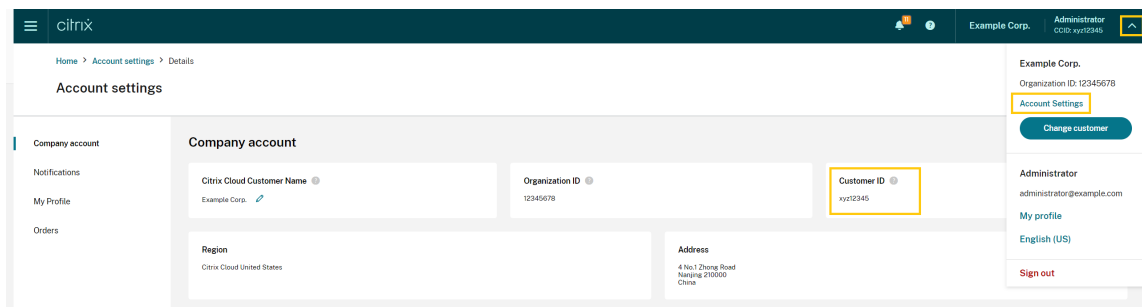 citrix
11
?
Example Corp.
Administrator
CCID: xyz12345
Home > Account settings > Details
Account settings
Example Corp.
Organization ID: 12345678
Account Settings
Change customer
Administrator
administrator@example.com
My profile
English (US)
Sign out
Company account
Notifications
My Profile
Orders
Company account
Citrix Cloud Customer Name ?
Example Corp.
Organization ID ?
12345678
Customer ID ?
xyz12345
Region
Citrix Cloud United States
Address
4 No.1 Zhong Road
Nanjing 210000
China